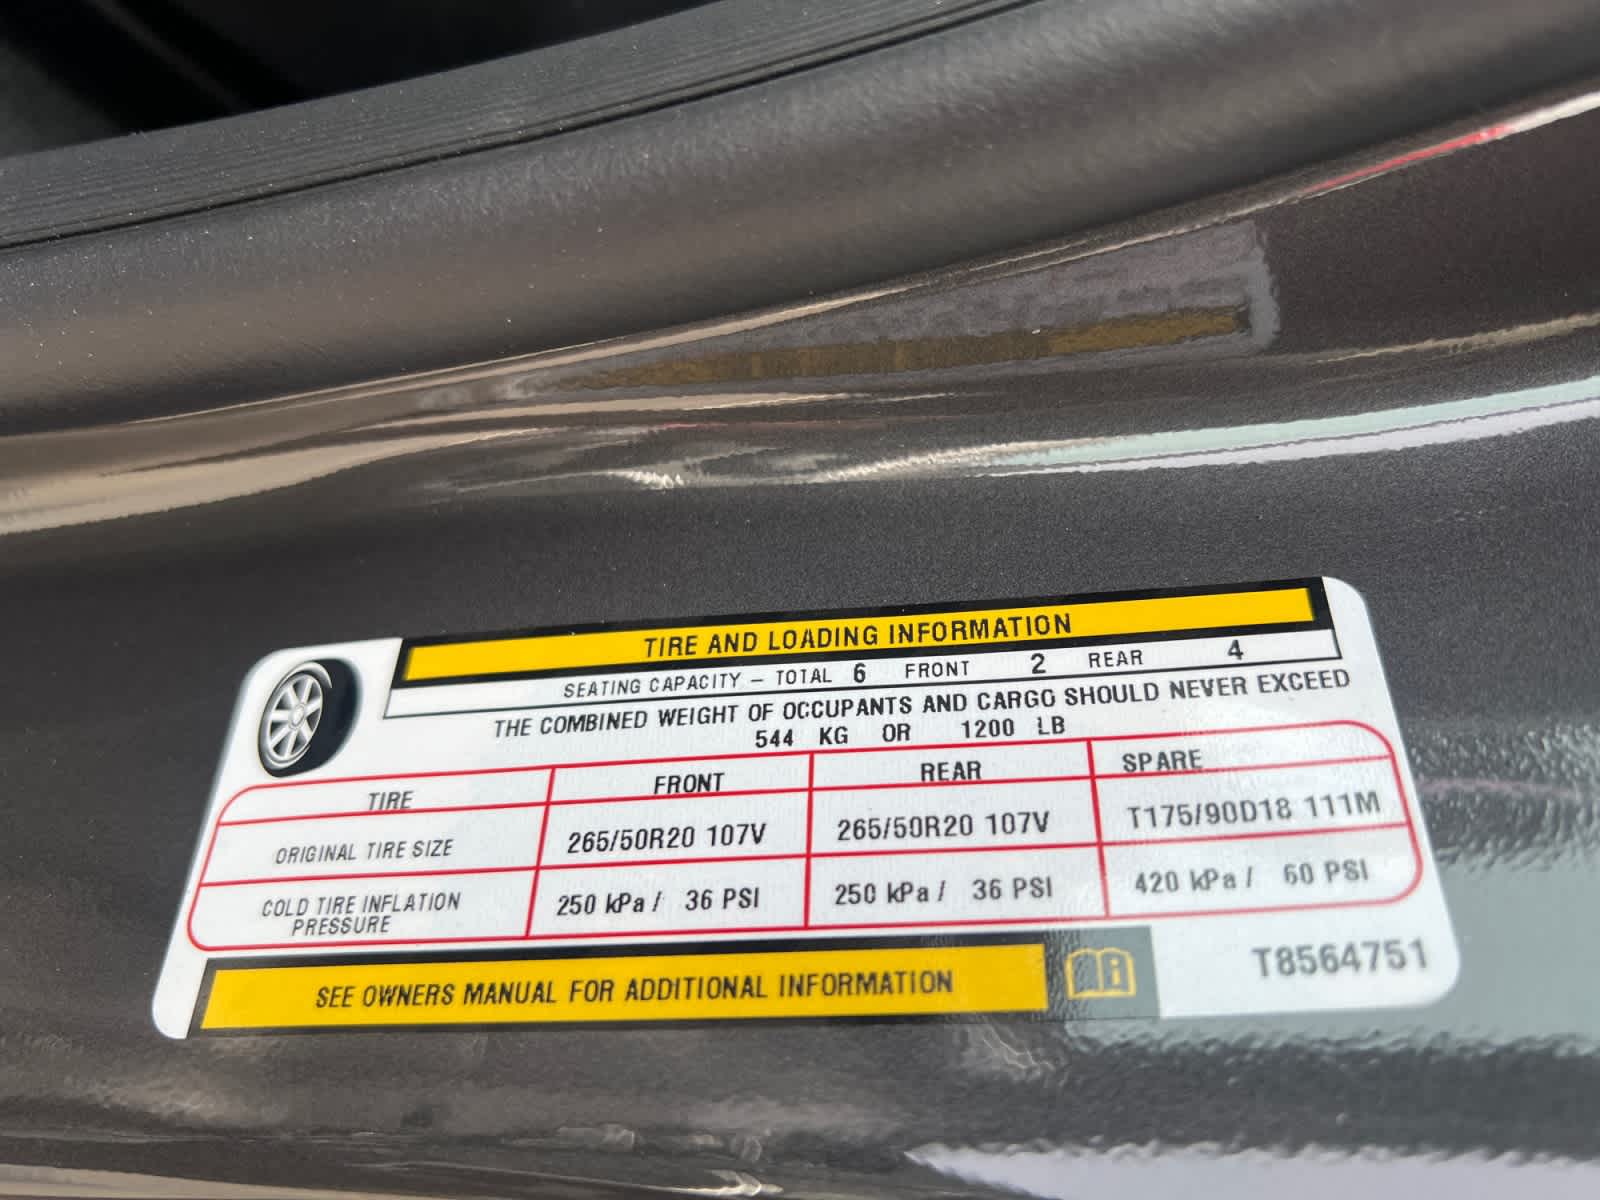 TIRE AND LOADING INFORMATION
SEATING CAPACITY – TOTAL 6 FRONT 2 REAR 4
THE COMBINED WEIGHT OF OCCUPANTS AND CARGO SHOULD NEVER EXCEED
544 KG OR 1200 LB
TIRE FRONT REAR SPARE
ORIGINAL TIRE SIZE 265/50R20 107V 265/50R20 107V T175/90D18 111M
COLD TIRE INFLATION PRESSURE 250 kPa / 36 PSI 250 kPa / 36 PSI 420 kPa / 60 PSI
SEE OWNERS MANUAL FOR ADDITIONAL INFORMATION
T8564751